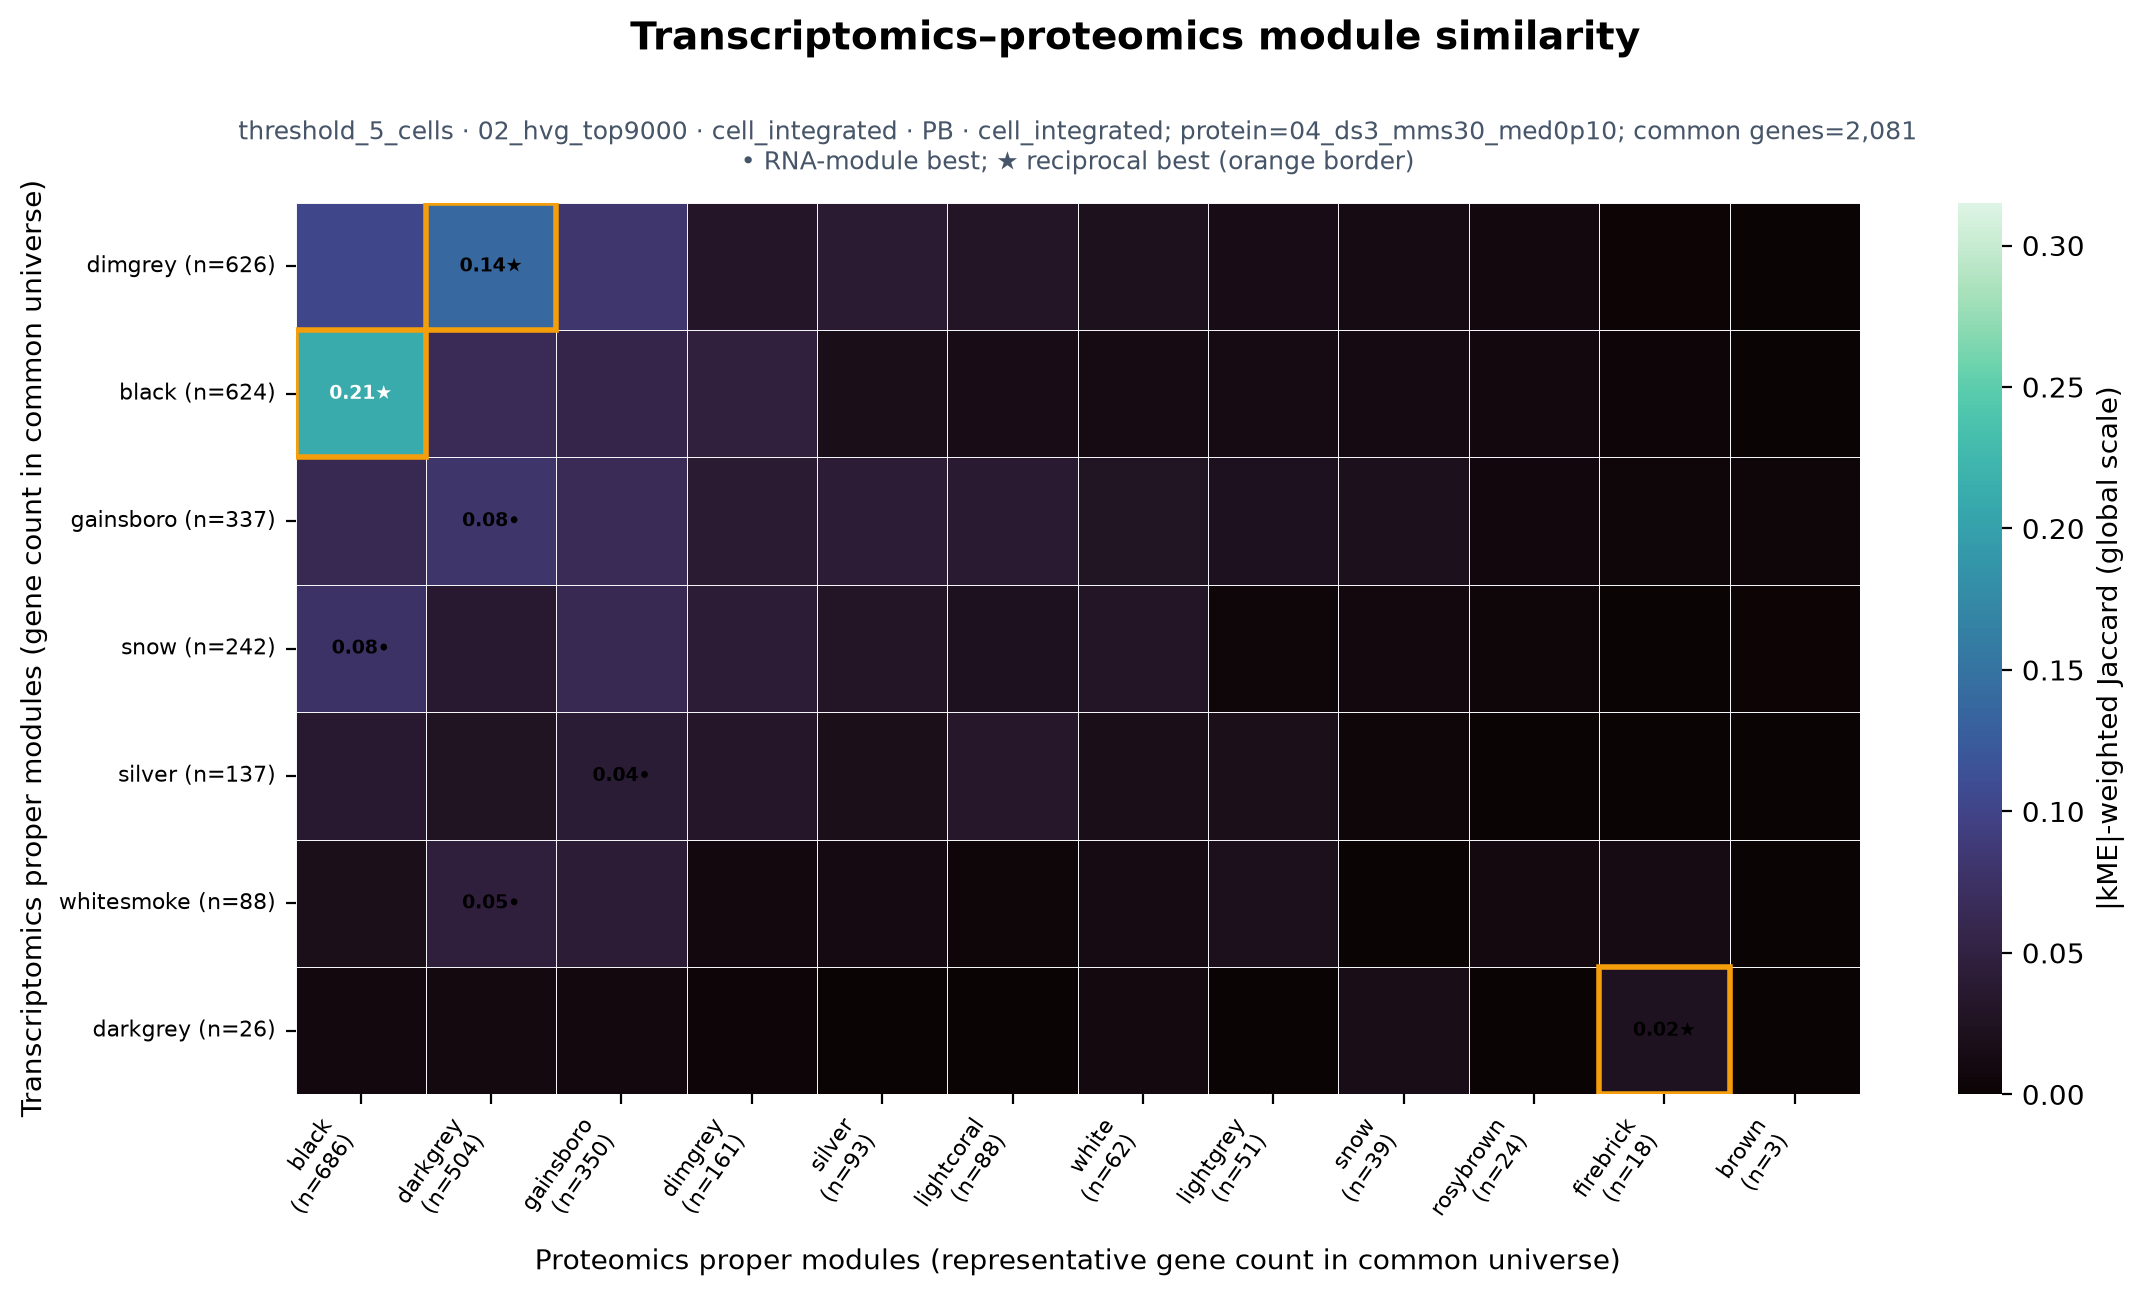 Transcriptomics–proteomics module similarity
threshold_5_cells · 02_hvg_top9000 · cell_integrated · PB · cell_integrated; protein=04_ds3_mms30_med0p10; common genes=2,081
• RNA-module best; ★ reciprocal best (orange border)
Transcriptomics proper modules (gene count in common universe)
dimgrey (n=626)
0.14★
black (n=624)
0.21★
gainsboro (n=337)
0.08•
snow (n=242)
0.08•
silver (n=137)
0.04•
whitesmoke (n=88)
0.05•
darkgrey (n=26)
0.02★
black
(n=686)
darkgrey
(n=504)
gainsboro
(n=350)
dimgrey
(n=161)
silver
(n=93)
lightcoral
(n=88)
white
(n=62)
lightgrey
(n=51)
snow
(n=39)
rosybrown
(n=24)
firebrick
(n=18)
brown
(n=3)
Proteomics proper modules (representative gene count in common universe)
0.30
0.25
0.20
0.15
0.10
0.05
0.00
|kME|-weighted Jaccard (global scale)